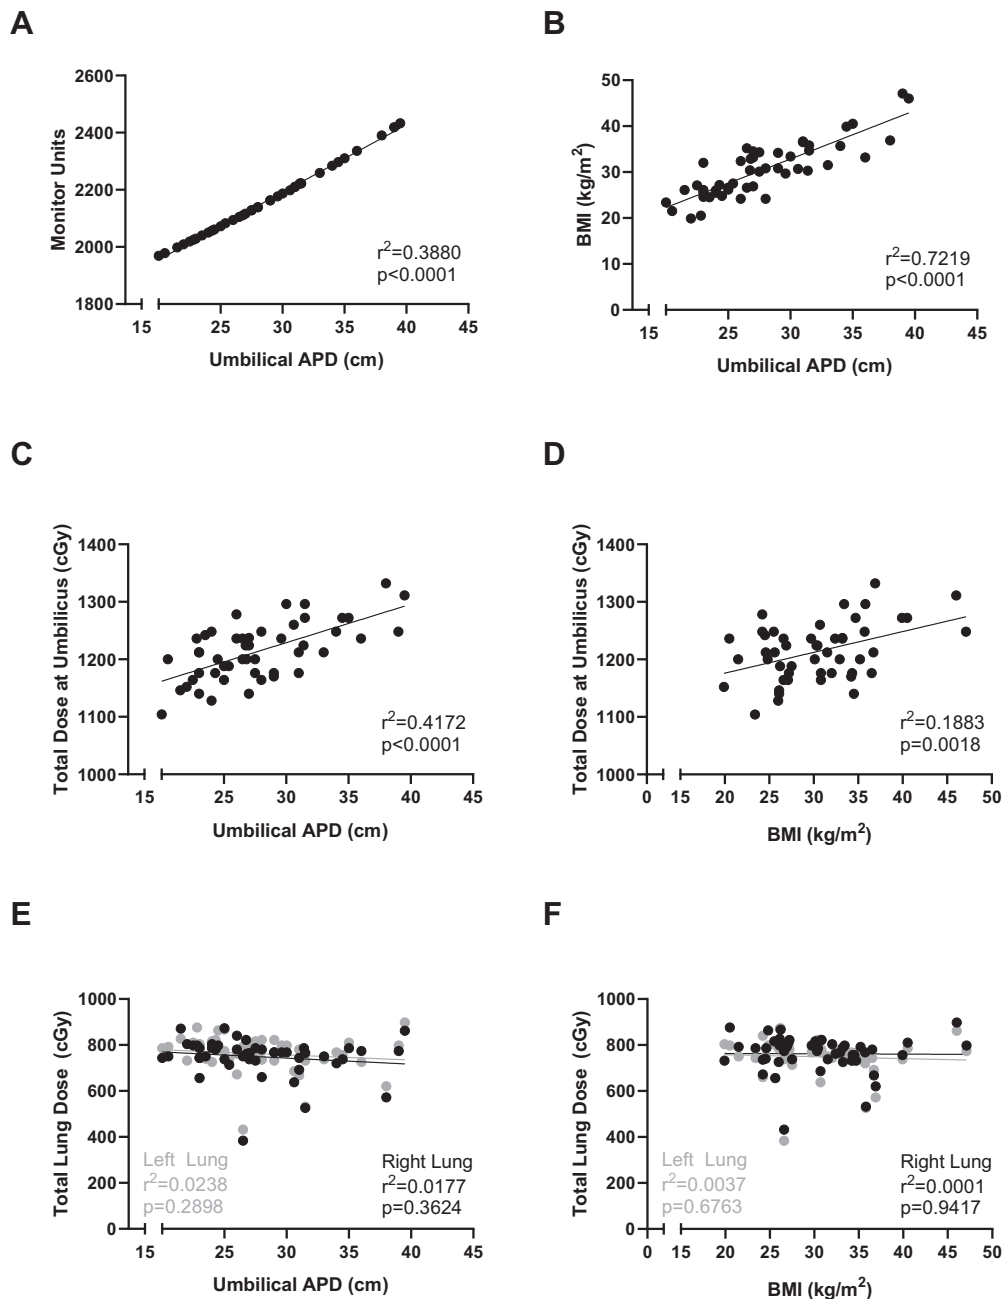 A
Monitor Units
2600
2400
2200
2000
1800
15 25 30 35 40 45
Umbilical APD (cm)
r²=0.3880
p<0.0001
B
BMI (kg/m²)
50
40
30
20
10
0
15 25 30 35 40 45
Umbilical APD (cm)
r²=0.7219
p<0.0001
C
Total Dose at Umbilicus (cGy)
1400
1300
1200
1100
1000
15 25 30 35 40 45
Umbilical APD (cm)
r²=0.4172
p<0.0001
D
Total Dose at Umbilicus (cGy)
1400
1300
1200
1100
1000
0 15 20 25 30 35 40 45 50
BMI (kg/m²)
r²=0.1883
p=0.0018
E
Total Lung Dose (cGy)
1000
800
600
400
200
0
15 25 30 35 40 45
Umbilical APD (cm)
Left Lung
r²=0.0238
p=0.2898
Right Lung
r²=0.0177
p=0.3624
F
Total Lung Dose (cGy)
1000
800
600
400
200
0
0 15 20 25 30 35 40 45 50
BMI (kg/m²)
Left Lung
r²=0.0037
p=0.6763
Right Lung
r²=0.0001
p=0.9417